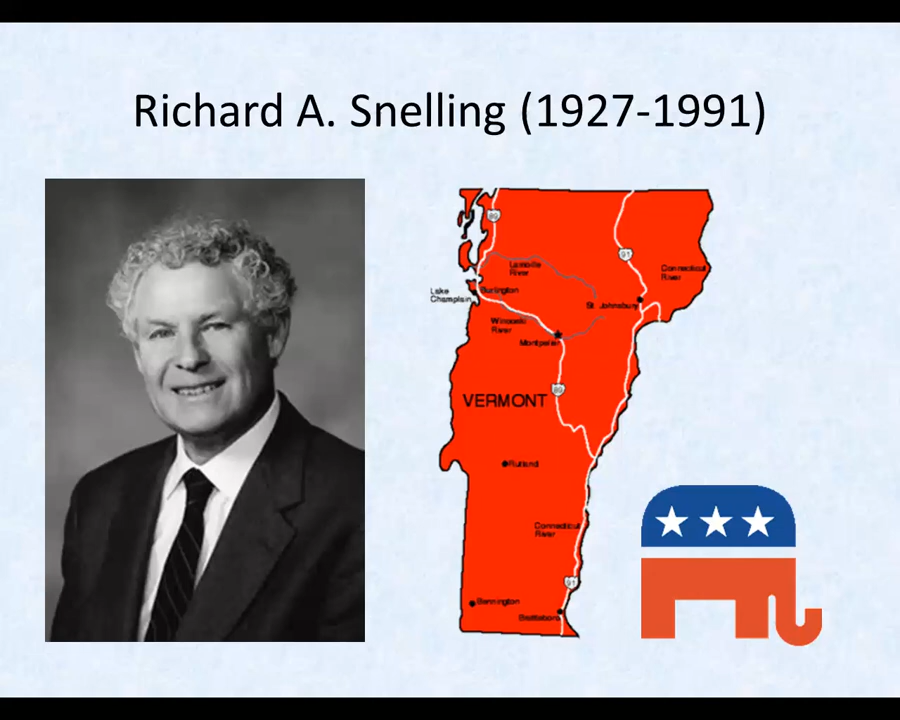 Richard A. Snelling (1927-1991)
89
91
Lamoille
River
Connecticut
River
Lake
Champlain
Burlington
St. Johnsbury
Winooski
River
Montpelier
89
VERMONT
Rutland
Connecticut
River
91
Bennington
Brattleboro